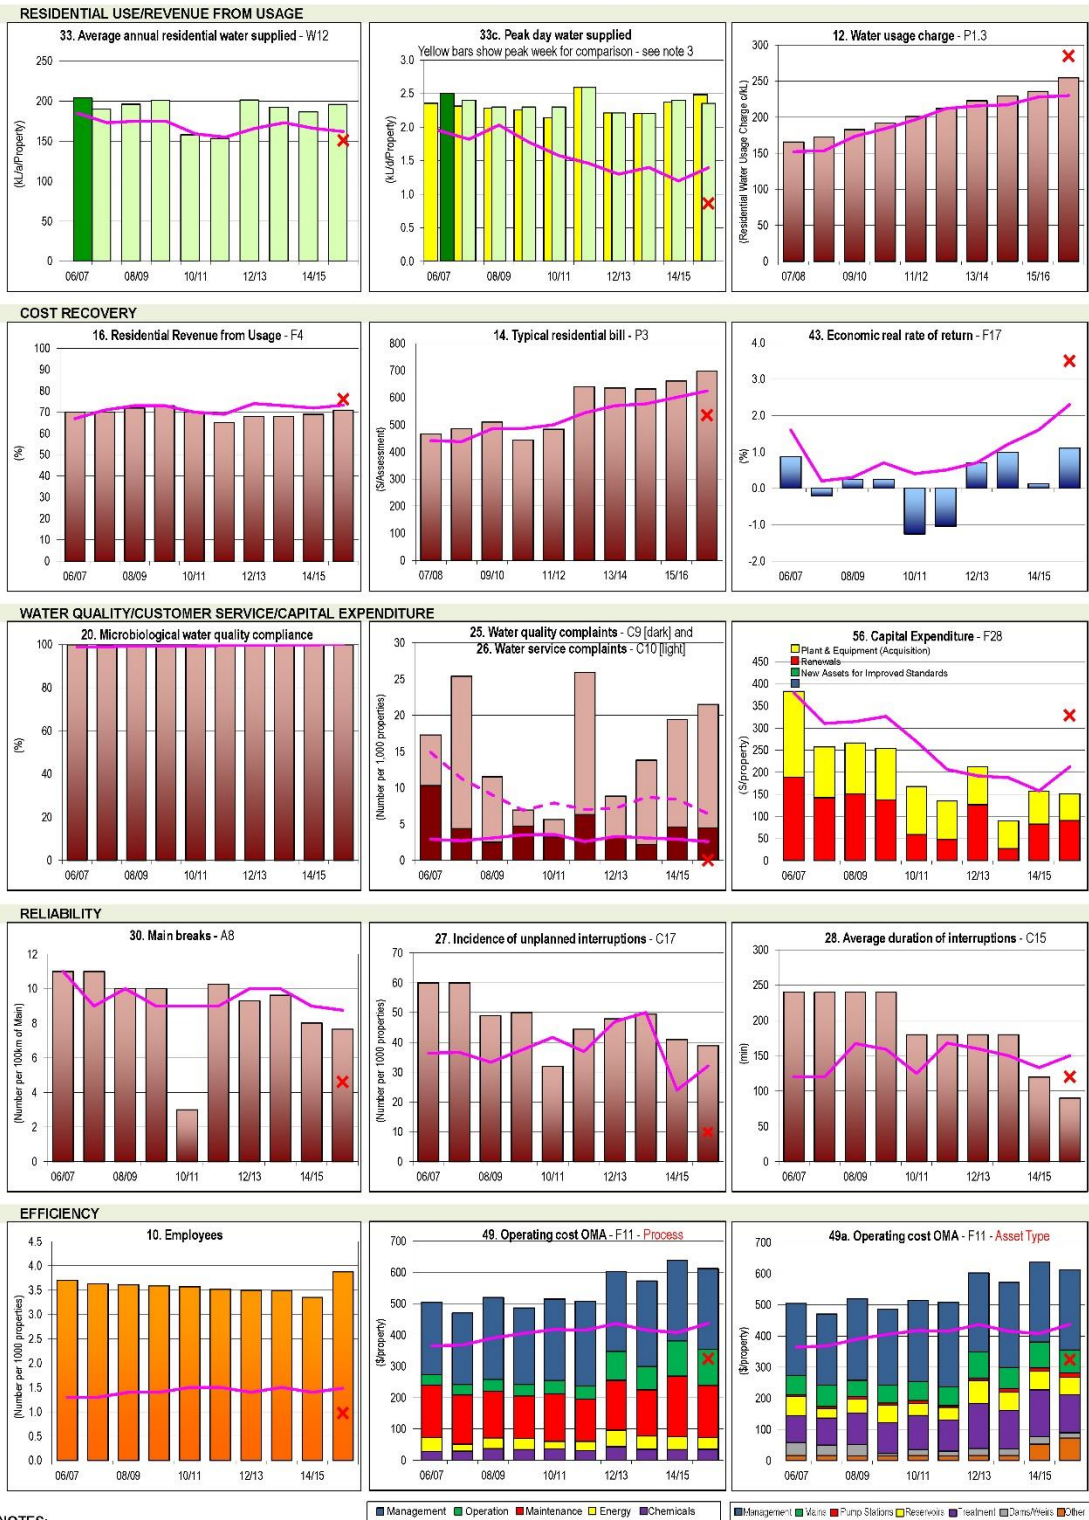 RESIDENTIAL USE/REVENUE FROM USAGE
33. Average annual residential water supplied - W12
(kL/a/Property)
250
200
150
100
50
0
06/07 08/09 10/11 12/13 14/15
33c. Peak day water supplied
Yellow bars show peak week for comparison - see note 3
(kL/d/Property)
3.0
2.5
2.0
1.5
1.0
0.5
0.0
06/07 08/09 10/11 12/13 14/15
12. Water usage charge - P1.3
(Residential Water Usage Charge c/kL)
300
250
200
150
100
50
0
07/08 09/10 11/12 13/14 15/16
COST RECOVERY
16. Residential Revenue from Usage - F4
(%)
100
90
80
70
60
50
40
30
20
10
0
06/07 08/09 10/11 12/13 14/15
14. Typical residential bill - P3
($/Assessment)
800
700
600
500
400
300
200
100
0
07/08 09/10 11/12 13/14 15/16
43. Economic real rate of return - F17
(%)
4.0
3.0
2.0
1.0
0.0
-1.0
-2.0
06/07 08/09 10/11 12/13 14/15
WATER QUALITY/CUSTOMER SERVICE/CAPITAL EXPENDITURE
20. Microbiological water quality compliance
(%)
100
80
60
40
20
0
06/07 08/09 10/11 12/13 14/15
25. Water quality complaints - C9 [dark] and
26. Water service complaints - C10 [light]
(Number per 1,000 properties)
30
25
20
15
10
5
0
06/07 08/09 10/11 12/13 14/15
56. Capital Expenditure - F28
Plant & Equipment (Acquisition)
Renewals
New Assets for Improved Standards
($/property)
450
400
350
300
250
200
150
100
50
0
06/07 08/09 10/11 12/13 14/15
RELIABILITY
30. Main breaks - A8
(Number per 100km of Main)
12
10
8
6
4
2
0
06/07 08/09 10/11 12/13 14/15
27. Incidence of unplanned interruptions - C17
(Number per 1000 properties)
70
60
50
40
30
20
10
0
06/07 08/09 10/11 12/13 14/15
28. Average duration of interruptions - C15
(min)
300
250
200
150
100
50
0
06/07 08/09 10/11 12/13 14/15
EFFICIENCY
10. Employees
(Number per 1000 properties)
4.5
4.0
3.5
3.0
2.5
2.0
1.5
1.0
0.5
0.0
06/07 08/09 10/11 12/13 14/15
49. Operating cost OMA - F11 - Process
($/property)
700
600
500
400
300
200
100
0
06/07 08/09 10/11 12/13 14/15
Management Operation Maintenance Energy Chemicals
49a. Operating cost OMA - F11 - Asset Type
($/property)
700
600
500
400
300
200
100
0
06/07 08/09 10/11 12/13 14/15
Management Mains Pump Stations Reservoirs Treatment Dams/Weirs Other
NOTES: